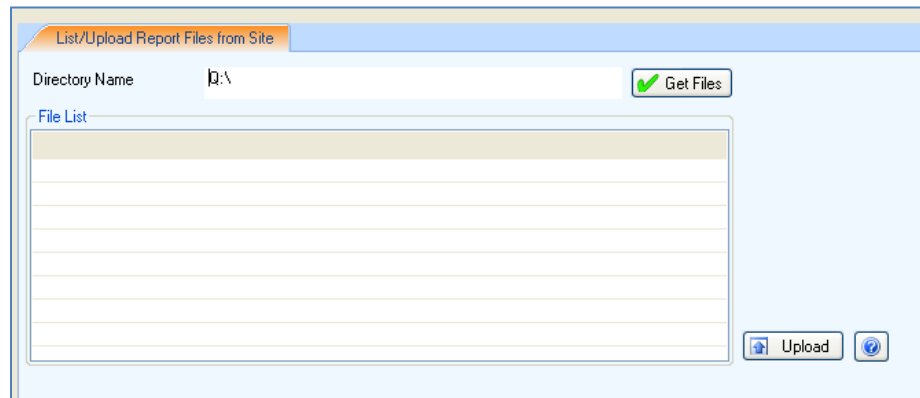 List/Upload Report Files from Site
Directory Name Q:\ Get Files
File List
Upload